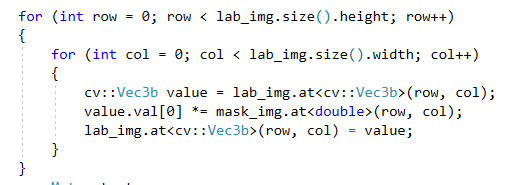 for (int row = 0; row < lab_img.size().height; row++)
{
for (int col = 0; col < lab_img.size().width; col++)
{
cv::Vec3b value = lab_img.at<cv::Vec3b>(row, col);
value.val[0] *= mask_img.at<double>(row, col);
lab_img.at<cv::Vec3b>(row, col) = value;
}
}